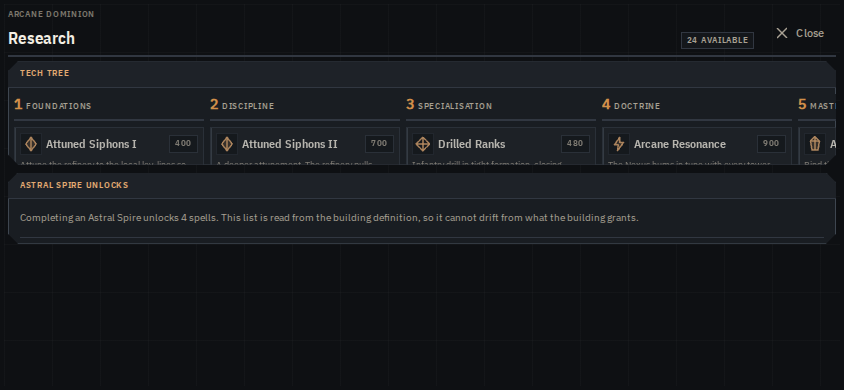 ARCANE DOMINION
Research
24 AVAILABLE
Close
TECH TREE
1 FOUNDATIONS
2 DISCIPLINE
3 SPECIALISATION
4 DOCTRINE
5
Attuned Siphons I 400
Attuned Siphons II 700
Drilled Ranks 480
Arcane Resonance 900
ASTRAL SPIRE UNLOCKS
Completing an Astral Spire unlocks 4 spells. This list is read from the building definition, so it cannot drift from what the building grants.